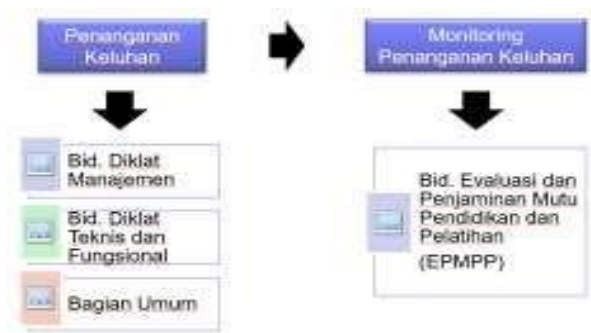 Penanganan
Keluhan
Monitoring
Penanganan Keluhan
Bid. Diklat
Manajemen
Bid. Diklat
Teknis dan
Fungsional
Bagian Umum
Bid. Evaluasi dan
Penjaminan Mutu
Pendidikan dan
Pelatihan
(EPMPP)